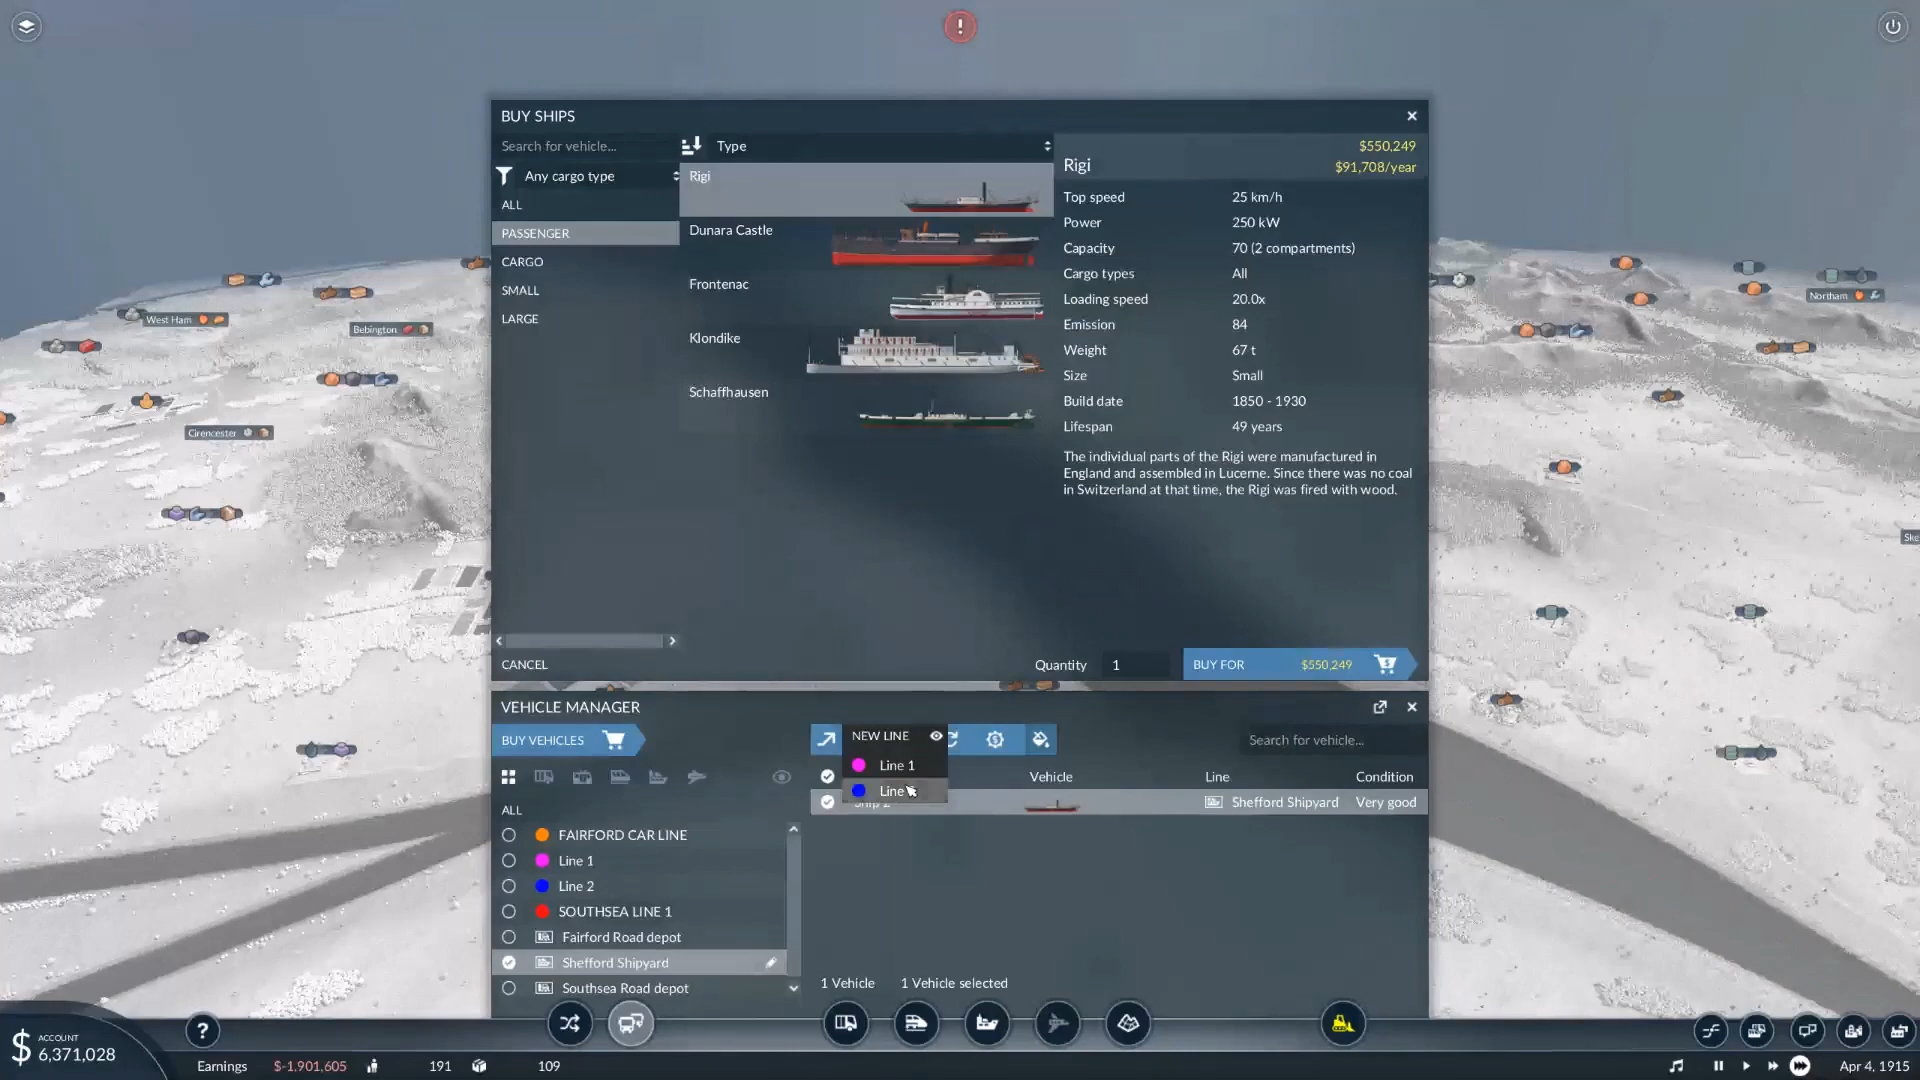 BUY SHIPS
Search for vehicle...
Type
Any cargo type
ALL
PASSENGER
CARGO
SMALL
LARGE
Rigi
Dunara Castle
Frontenac
Klondike
Schaffhausen
$550,249
Rigi
$91,708/year
Top speed 25 km/h
Power 250 kW
Capacity 70 (2 compartments)
Cargo types All
Loading speed 20.0x
Emission 84
Weight 67 t
Size Small
Build date 1850 - 1930
Lifespan 49 years
The individual parts of the Rigi were manufactured in
England and assembled in Lucerne. Since there was no coal
in Switzerland at that time, the Rigi was fired with wood.
CANCEL
Quantity 1
BUY FOR $550,249
West Ham
Bebington
Cirencester
Northam
Ske
VEHICLE MANAGER
BUY VEHICLES
ALL
FAIRFORD CAR LINE
Line 1
Line 2
SOUTHSEA LINE 1
Fairford Road depot
Shefford Shipyard
Southsea Road depot
NEW LINE
Line 1
Line
Search for vehicle...
Vehicle Line Condition
Shefford Shipyard Very good
1 Vehicle 1 Vehicle selected
$ ACCOUNT
6,371,028
?
Earnings $-1,901,605 191 109
Apr 4, 1915